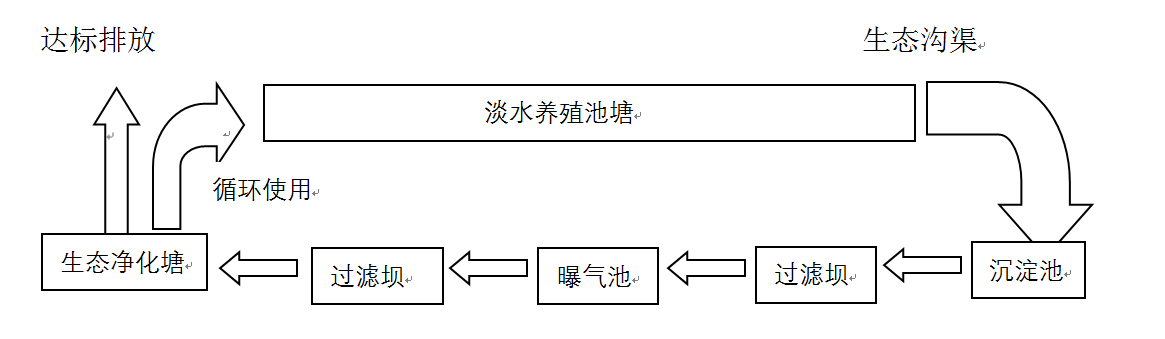 达标排放
生态沟渠
淡水养殖池塘
循环使用
生态净化塘
过滤坝
曝气池
过滤坝
沉淀池